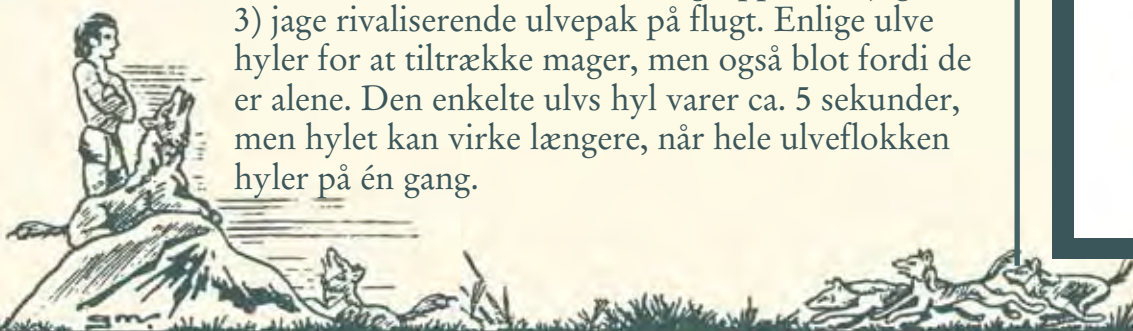 3) jage rivaliserende ulvepak på flugt. Enlige ulve
hyler for at tiltrække mager, men også blot fordi de
er alene. Den enkelte ulvs hyl varer ca. 5 sekunder,
men hylet kan virke længere, når hele ulveflokken
hyler på én gang.
gm.